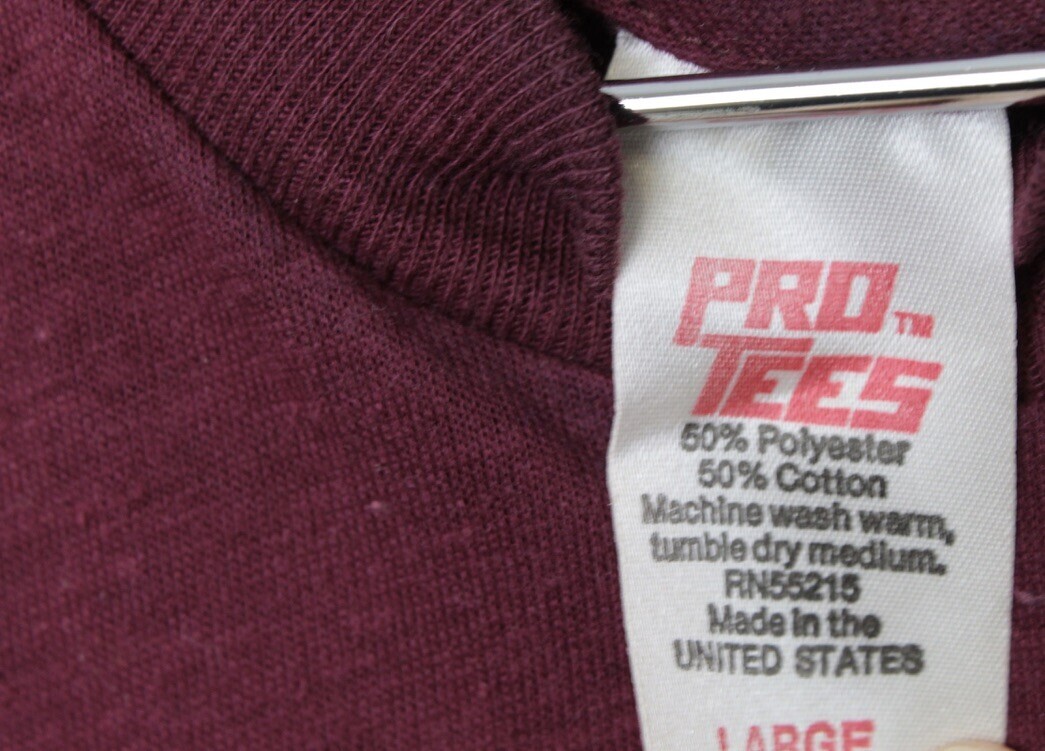 PRO TM
TEES
50% Polyester
50% Cotton
Machine wash warm,
tumble dry medium.
RN55215
Made in the
UNITED STATES
LARGE